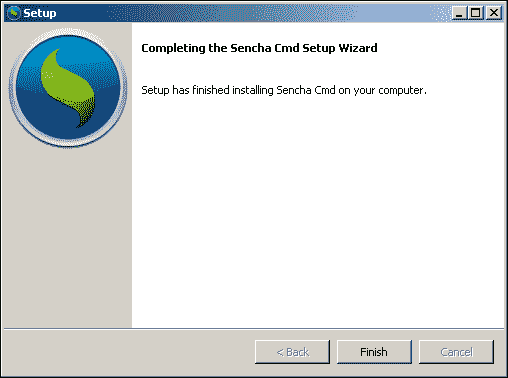 Setup
Completing the Sencha Cmd Setup Wizard
Setup has finished installing Sencha Cmd on your computer.
< Back
Finish
Cancel